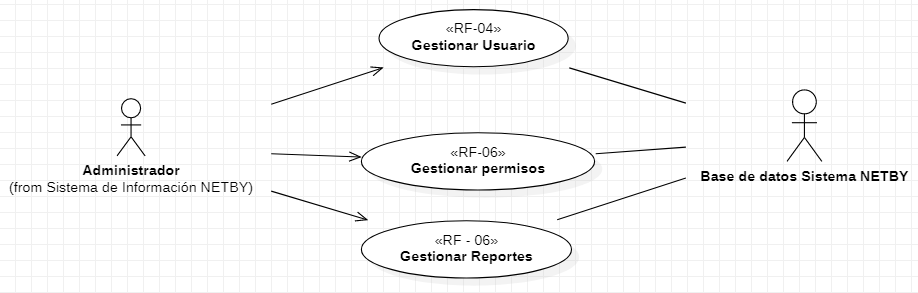 «RF-04»
Gestionar Usuario
Administrador
(from Sistema de Información NETBY)
«RF-06»
Gestionar permisos
Base de datos Sistema NETBY
«RF - 06»
Gestionar Reportes